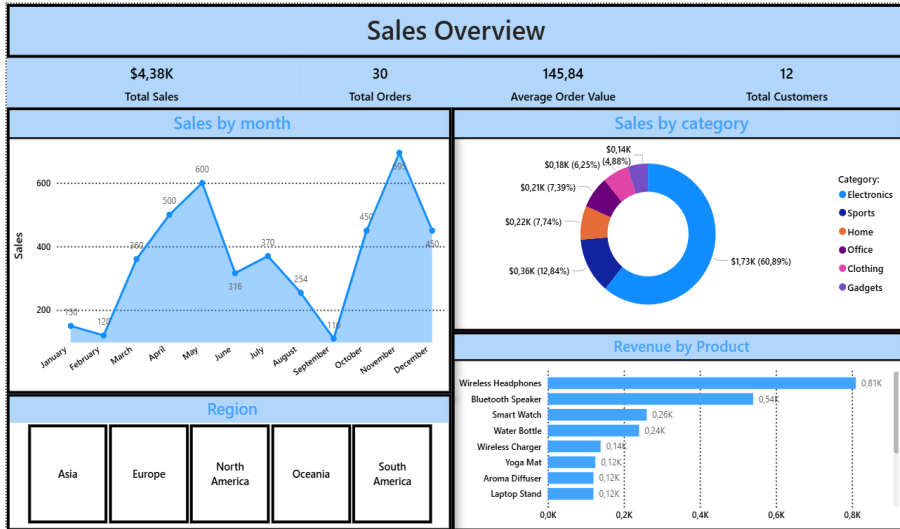 Sales Overview
$4,38K
Total Sales
30
Total Orders
145,84
Average Order Value
12
Total Customers
Sales by month
Sales
600
400
200
150
120
360
500
600
316
370
254
110
450
695
450
January
February
March
April
May
June
July
August
September
October
November
December
Sales by category
$0,14K
(4,88%)
$0,18K (6,25%)
$0,21K (7,39%)
$0,22K (7,74%)
$0,36K (12,84%)
$1,73K (60,89%)
Category:
Electronics
Sports
Home
Office
Clothing
Gadgets
Region
Asia
Europe
North
America
Oceania
South
America
Revenue by Product
Wireless Headphones 0,81K
Bluetooth Speaker 0,54K
Smart Watch 0,26K
Water Bottle 0,24K
Wireless Charger 0,14K
Yoga Mat 0,12K
Aroma Diffuser 0,12K
Laptop Stand 0,12K
0,0K 0,2K 0,4K 0,6K 0,8K